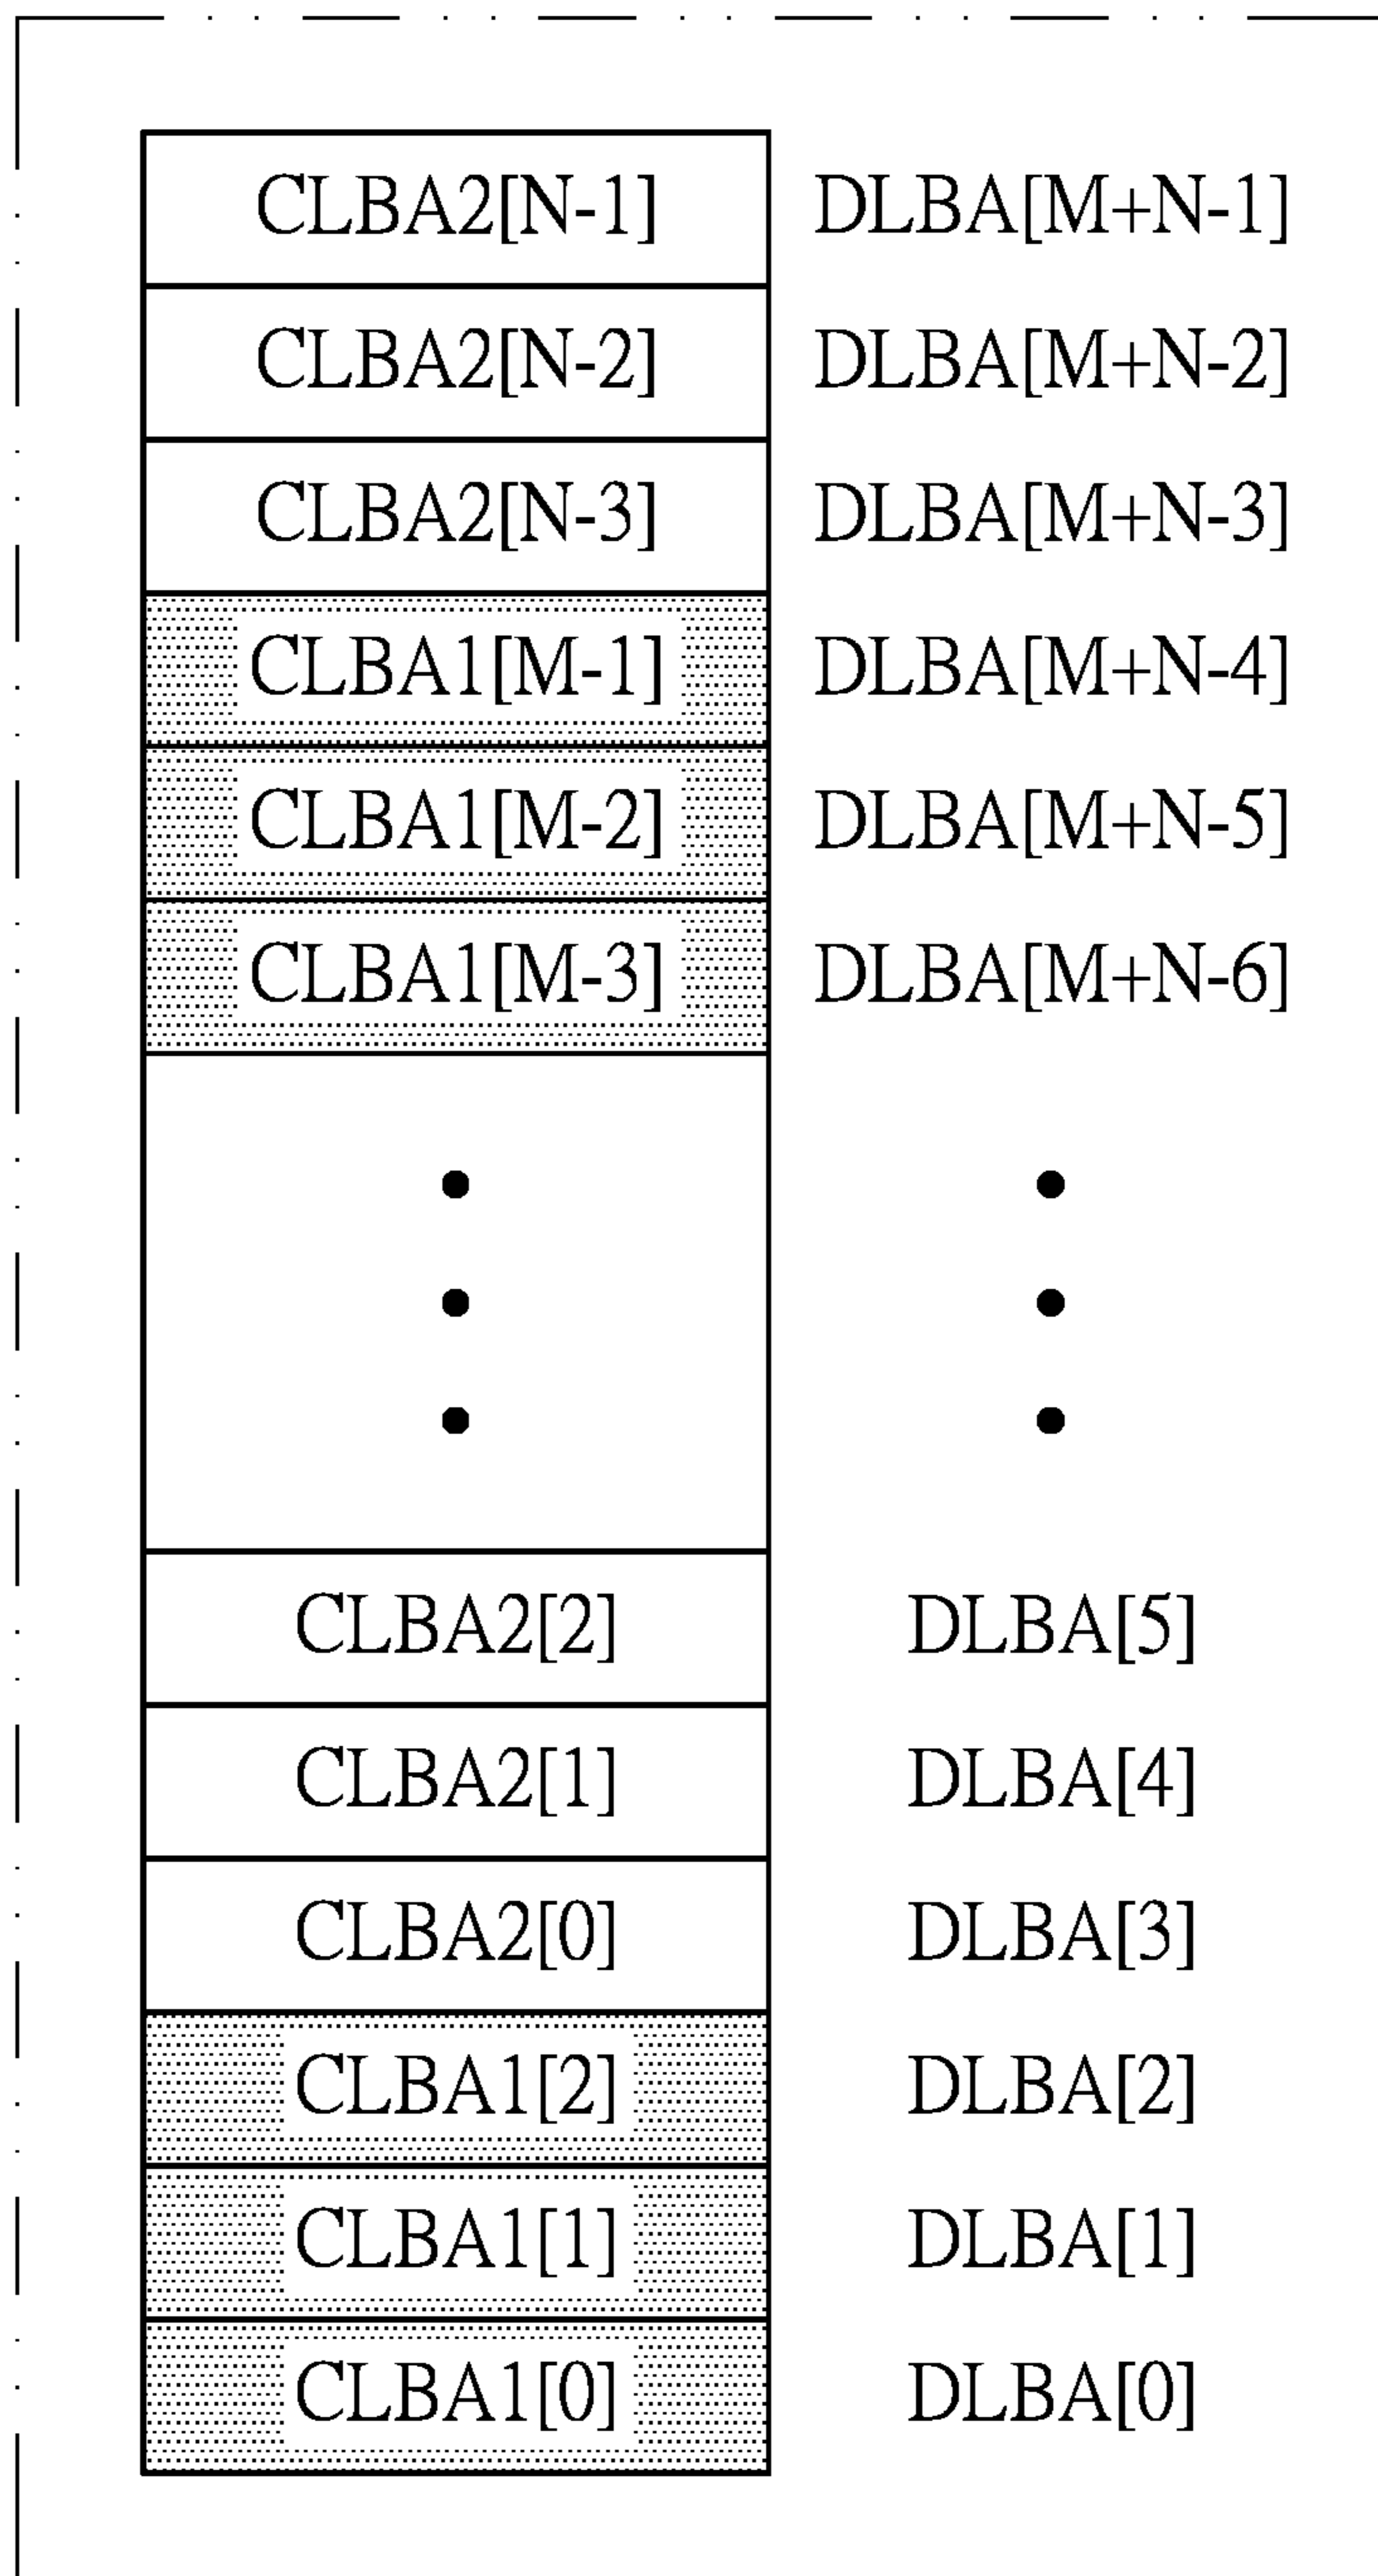 CLBA2[N-1] DLBA[M+N-1]
CLBA2[N-2] DLBA[M+N-2]
CLBA2[N-3] DLBA[M+N-3]
CLBA1[M-1] DLBA[M+N-4]
CLBA1[M-2] DLBA[M+N-5]
CLBA1[M-3] DLBA[M+N-6]
CLBA2[2] DLBA[5]
CLBA2[1] DLBA[4]
CLBA2[0] DLBA[3]
CLBA1[2] DLBA[2]
CLBA1[1] DLBA[1]
CLBA1[0] DLBA[0]